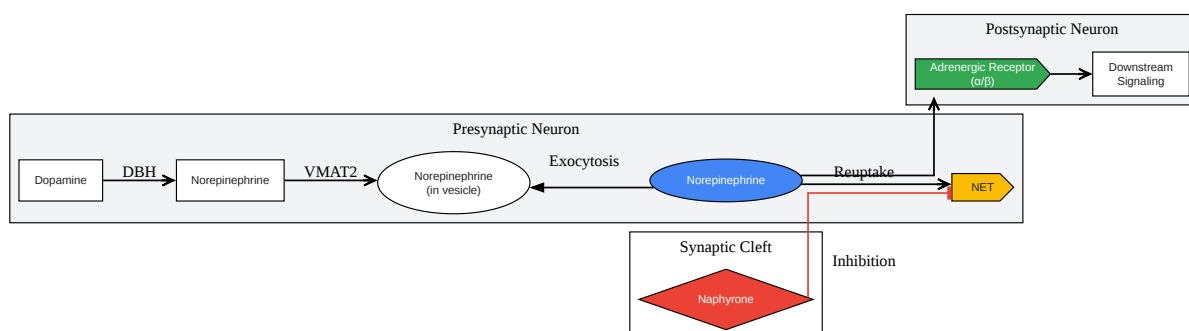 Postsynaptic Neuron
Adrenergic Receptor
(α/β)
Downstream
Signaling
Presynaptic Neuron
Dopamine
DBH
Norepinephrine
VMAT2
Norepinephrine
(in vesicle)
Exocytosis
Norepinephrine
Reuptake
NET
Synaptic Cleft
Naphyrone
Inhibition